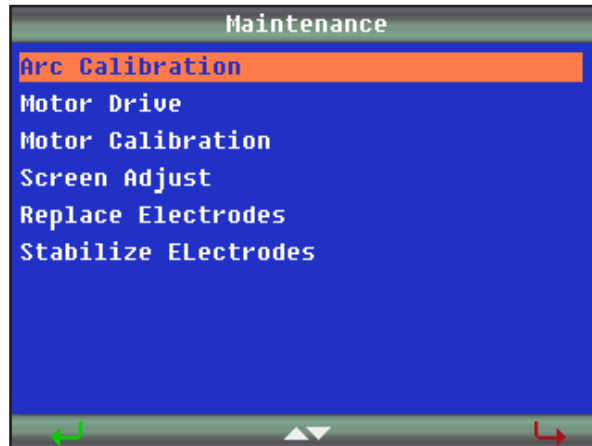 Maintenance
Arc Calibration
Motor Drive
Motor Calibration
Screen Adjust
Replace Electrodes
Stabilize ELectrodes